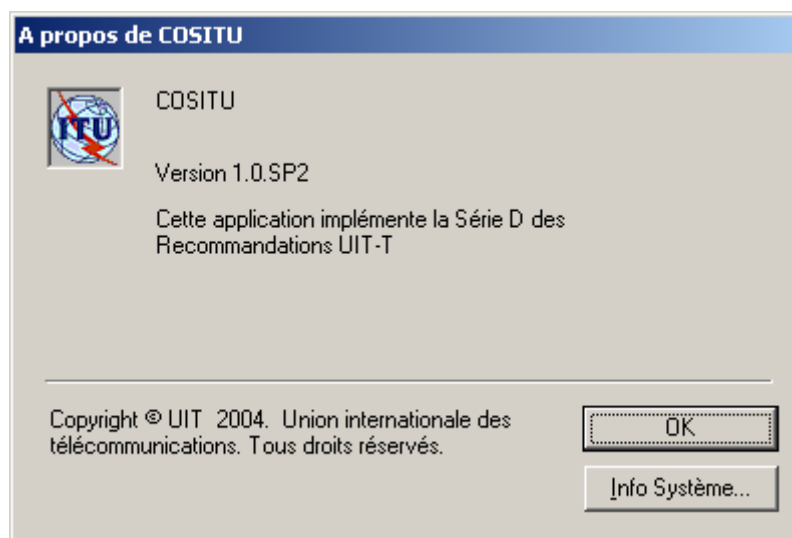 A propos de COSITU
ITU
COSITU
Version 1.0.SP2
Cette application implémente la Série D des
Recommandations UIT-T
Copyright © UIT 2004. Union internationale des
télécommunications. Tous droits réservés.
OK
Info Système...